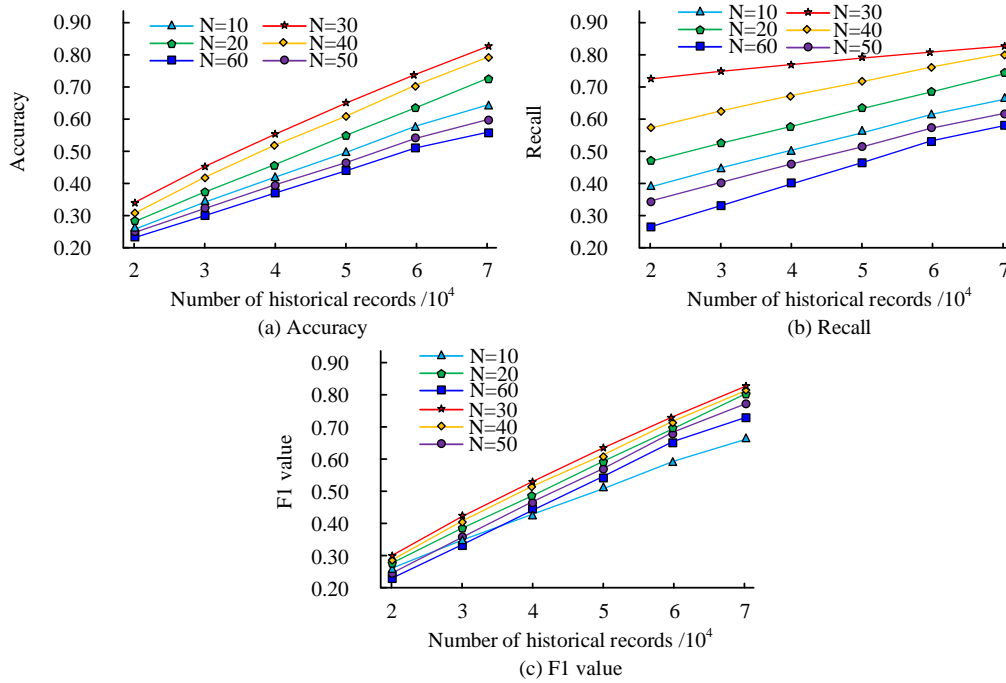 0.90
0.80
0.70
0.60
0.50
0.40
0.30
0.20
Accuracy
N=10
N=20
N=60
N=30
N=40
N=50
2 3 4 5 6 7
Number of historical records /10⁴
(a) Accuracy
0.90
0.80
0.70
0.60
0.50
0.40
0.30
0.20
Recall
N=10
N=20
N=60
N=30
N=40
N=50
2 3 4 5 6 7
Number of historical records /10⁴
(b) Recall
0.90
0.80
0.70
0.60
0.50
0.40
0.30
0.20
F1 value
N=10
N=20
N=60
N=30
N=40
N=50
2 3 4 5 6 7
Number of historical records /10⁴
(c) F1 value